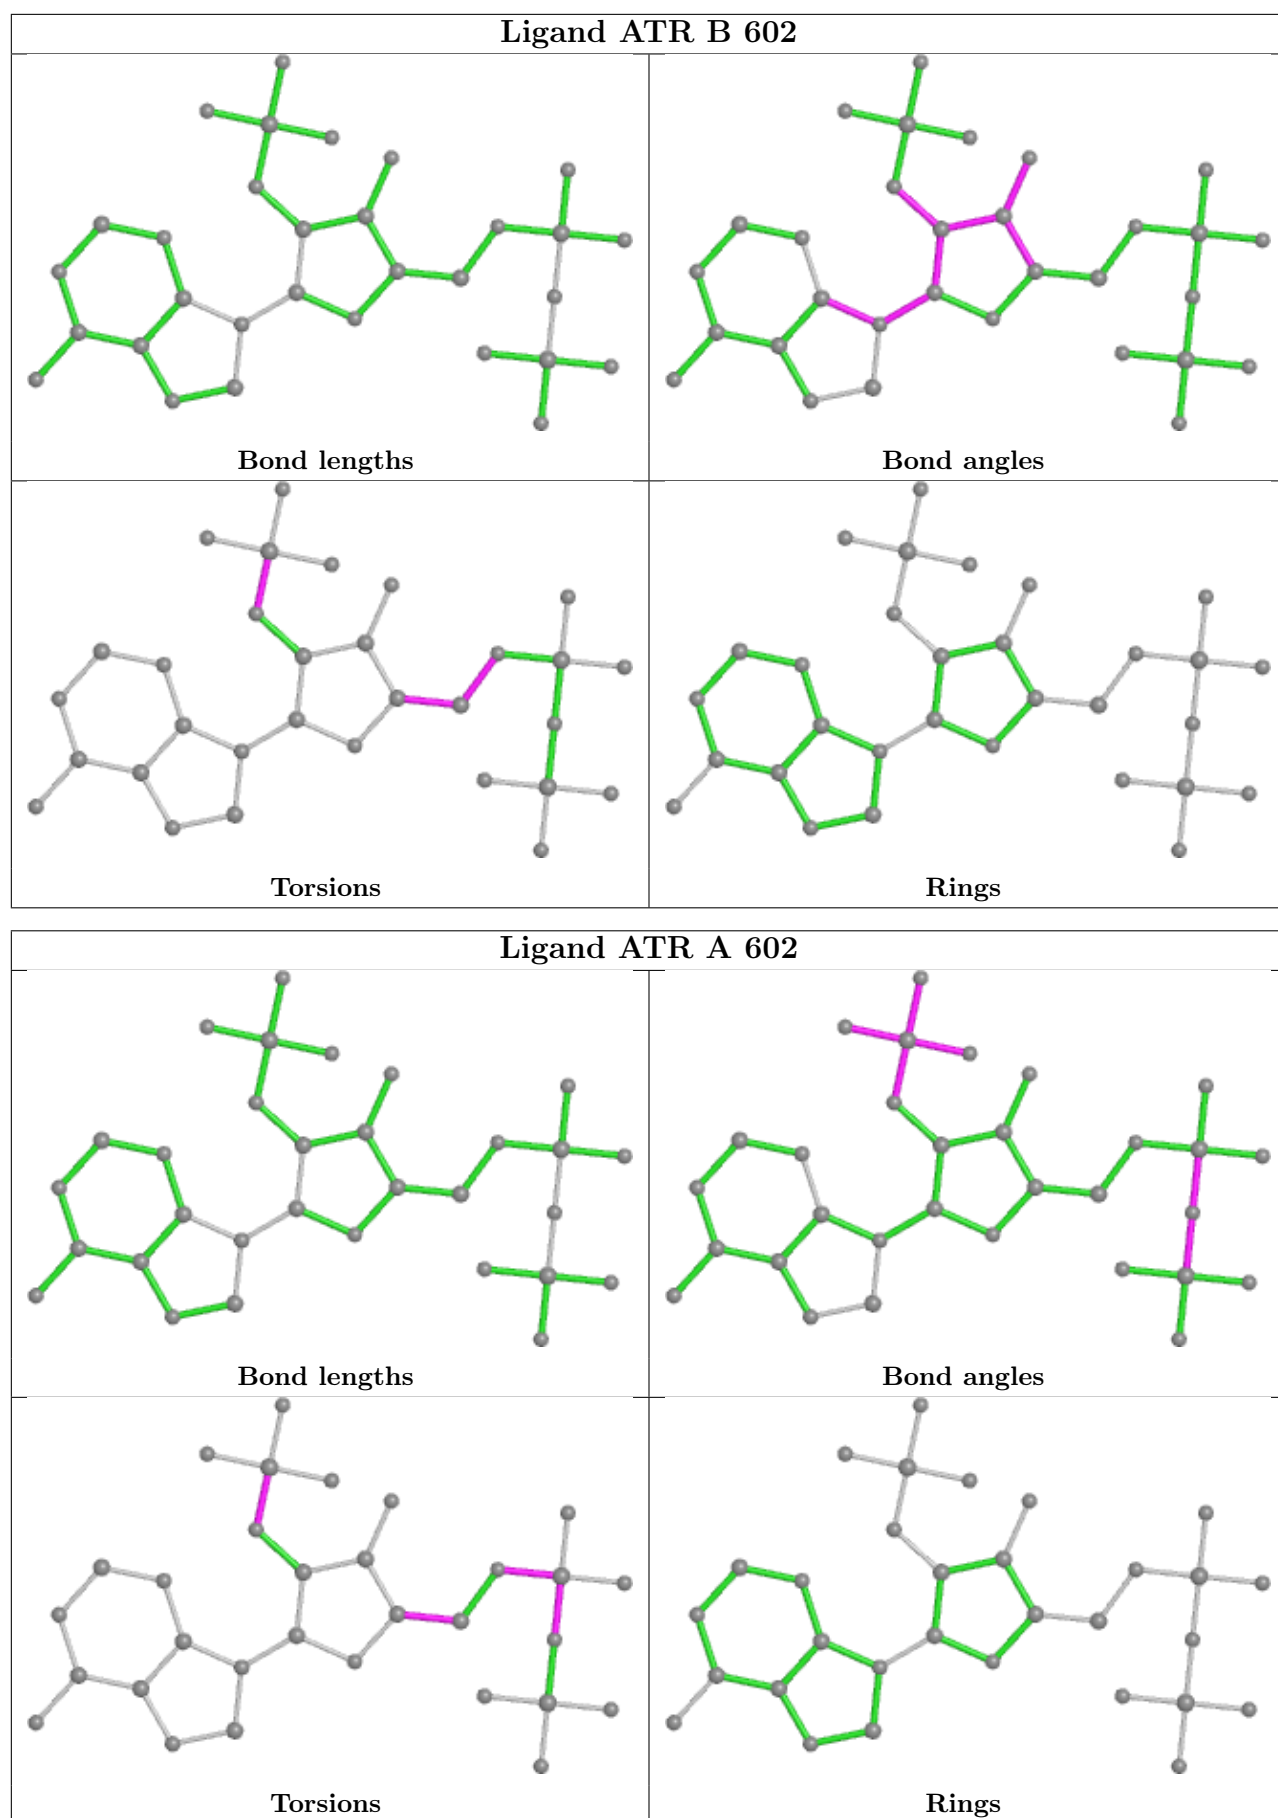 Ligand ATR B 602
Bond lengths
Bond angles
Torsions
Rings
Ligand ATR A 602
Bond lengths
Bond angles
Torsions
Rings